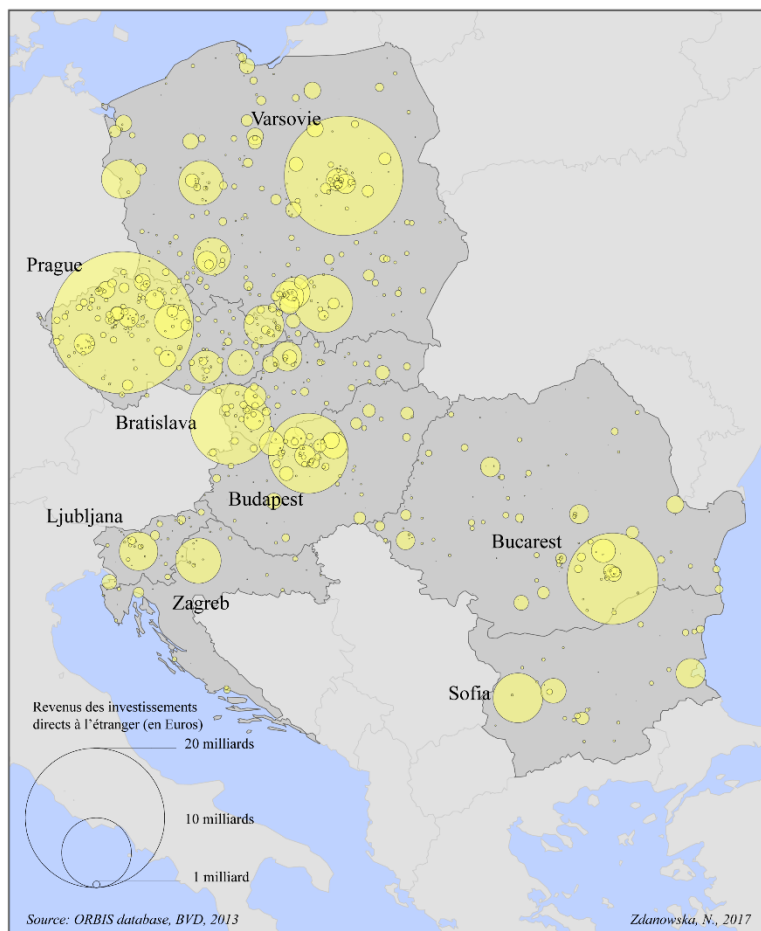 Varsovie
Prague
Bratislava
Budapest
Ljubljana
Bucarest
Zagreb
Sofia
Revenus des investissements
directs à l'étranger (en Euros)
20 milliards
10 milliards
1 milliard
Source: ORBIS database, BVD, 2013
Zdanowska, N., 2017